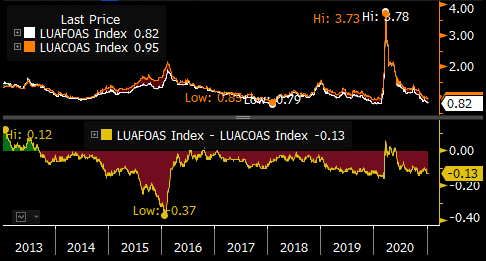 Last Price
LUAFOAS Index 0.82
LUACOAS Index 0.95
Hi: 3.73
Hi: 3.78
4.00
3.00
2.00
Low: 0.85
Low: 0.79
0.82
LUAFOAS Index - LUACOAS Index -0.13
Hi: 0.12
0.00
-0.13
-0.20
Low: -0.37
-0.40
2013 2014 2015 2016 2017 2018 2019 2020